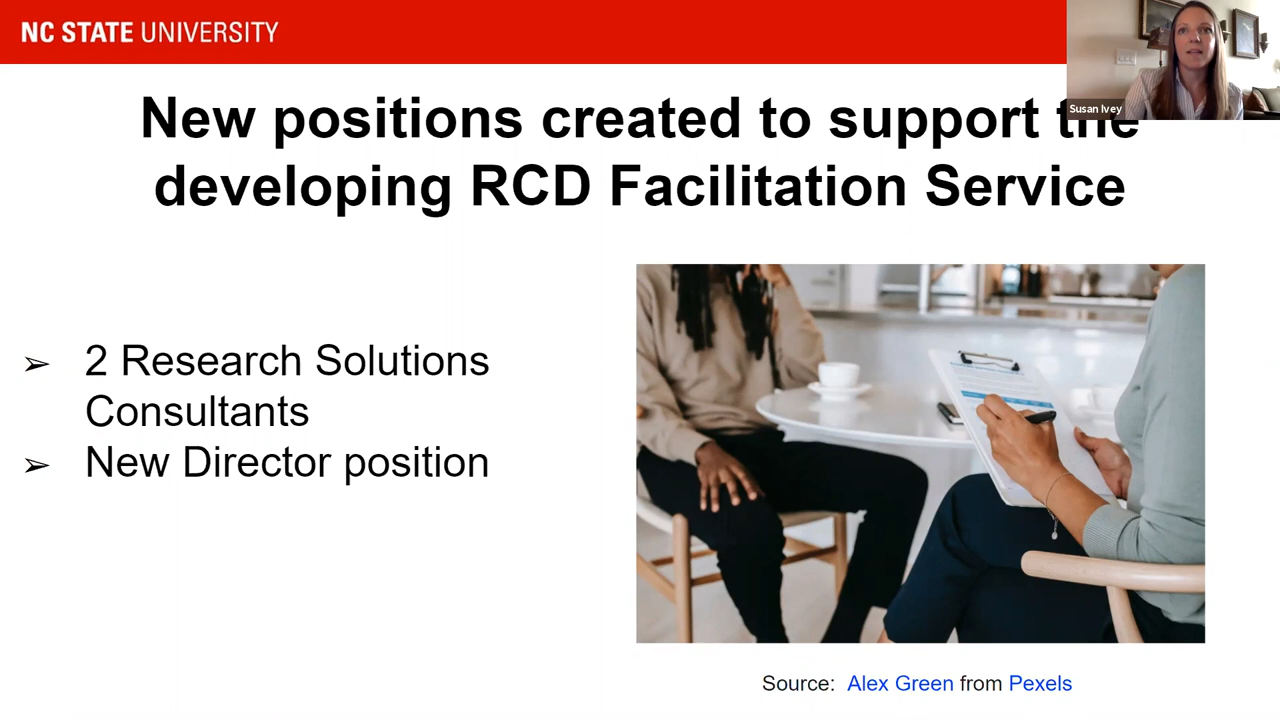 NC STATE UNIVERSITY
Susan Ivey
New positions created to support the
developing RCD Facilitation Service
➢ 2 Research Solutions
Consultants
➢ New Director position
Source: Alex Green from Pexels